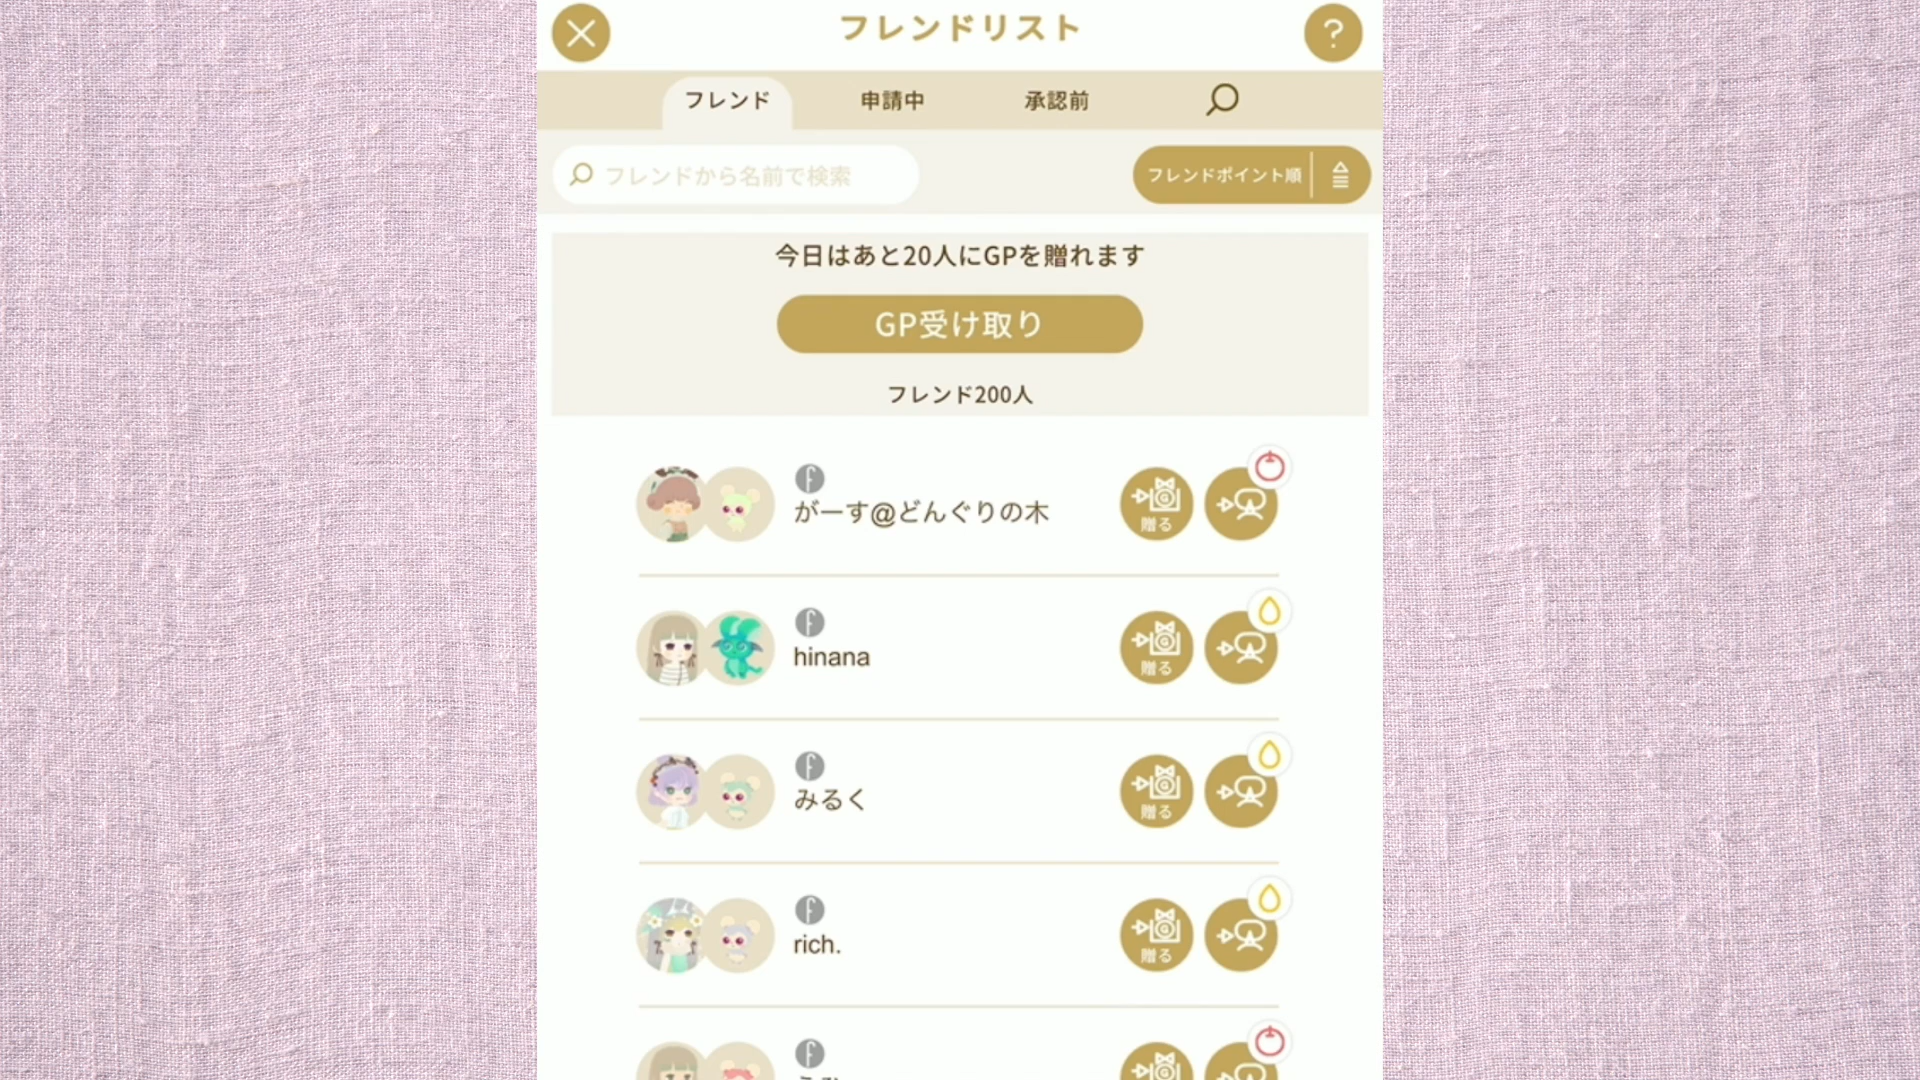 フレンドリスト
?
フレンド
申請中
承認前
フレンドから名前で検索
フレンドポイント順
今日はあと20人にGPを贈れます
GP受け取り
フレンド200人
がーす@どんぐりの木
贈る
hinana
贈る
みるく
贈る
rich.
贈る